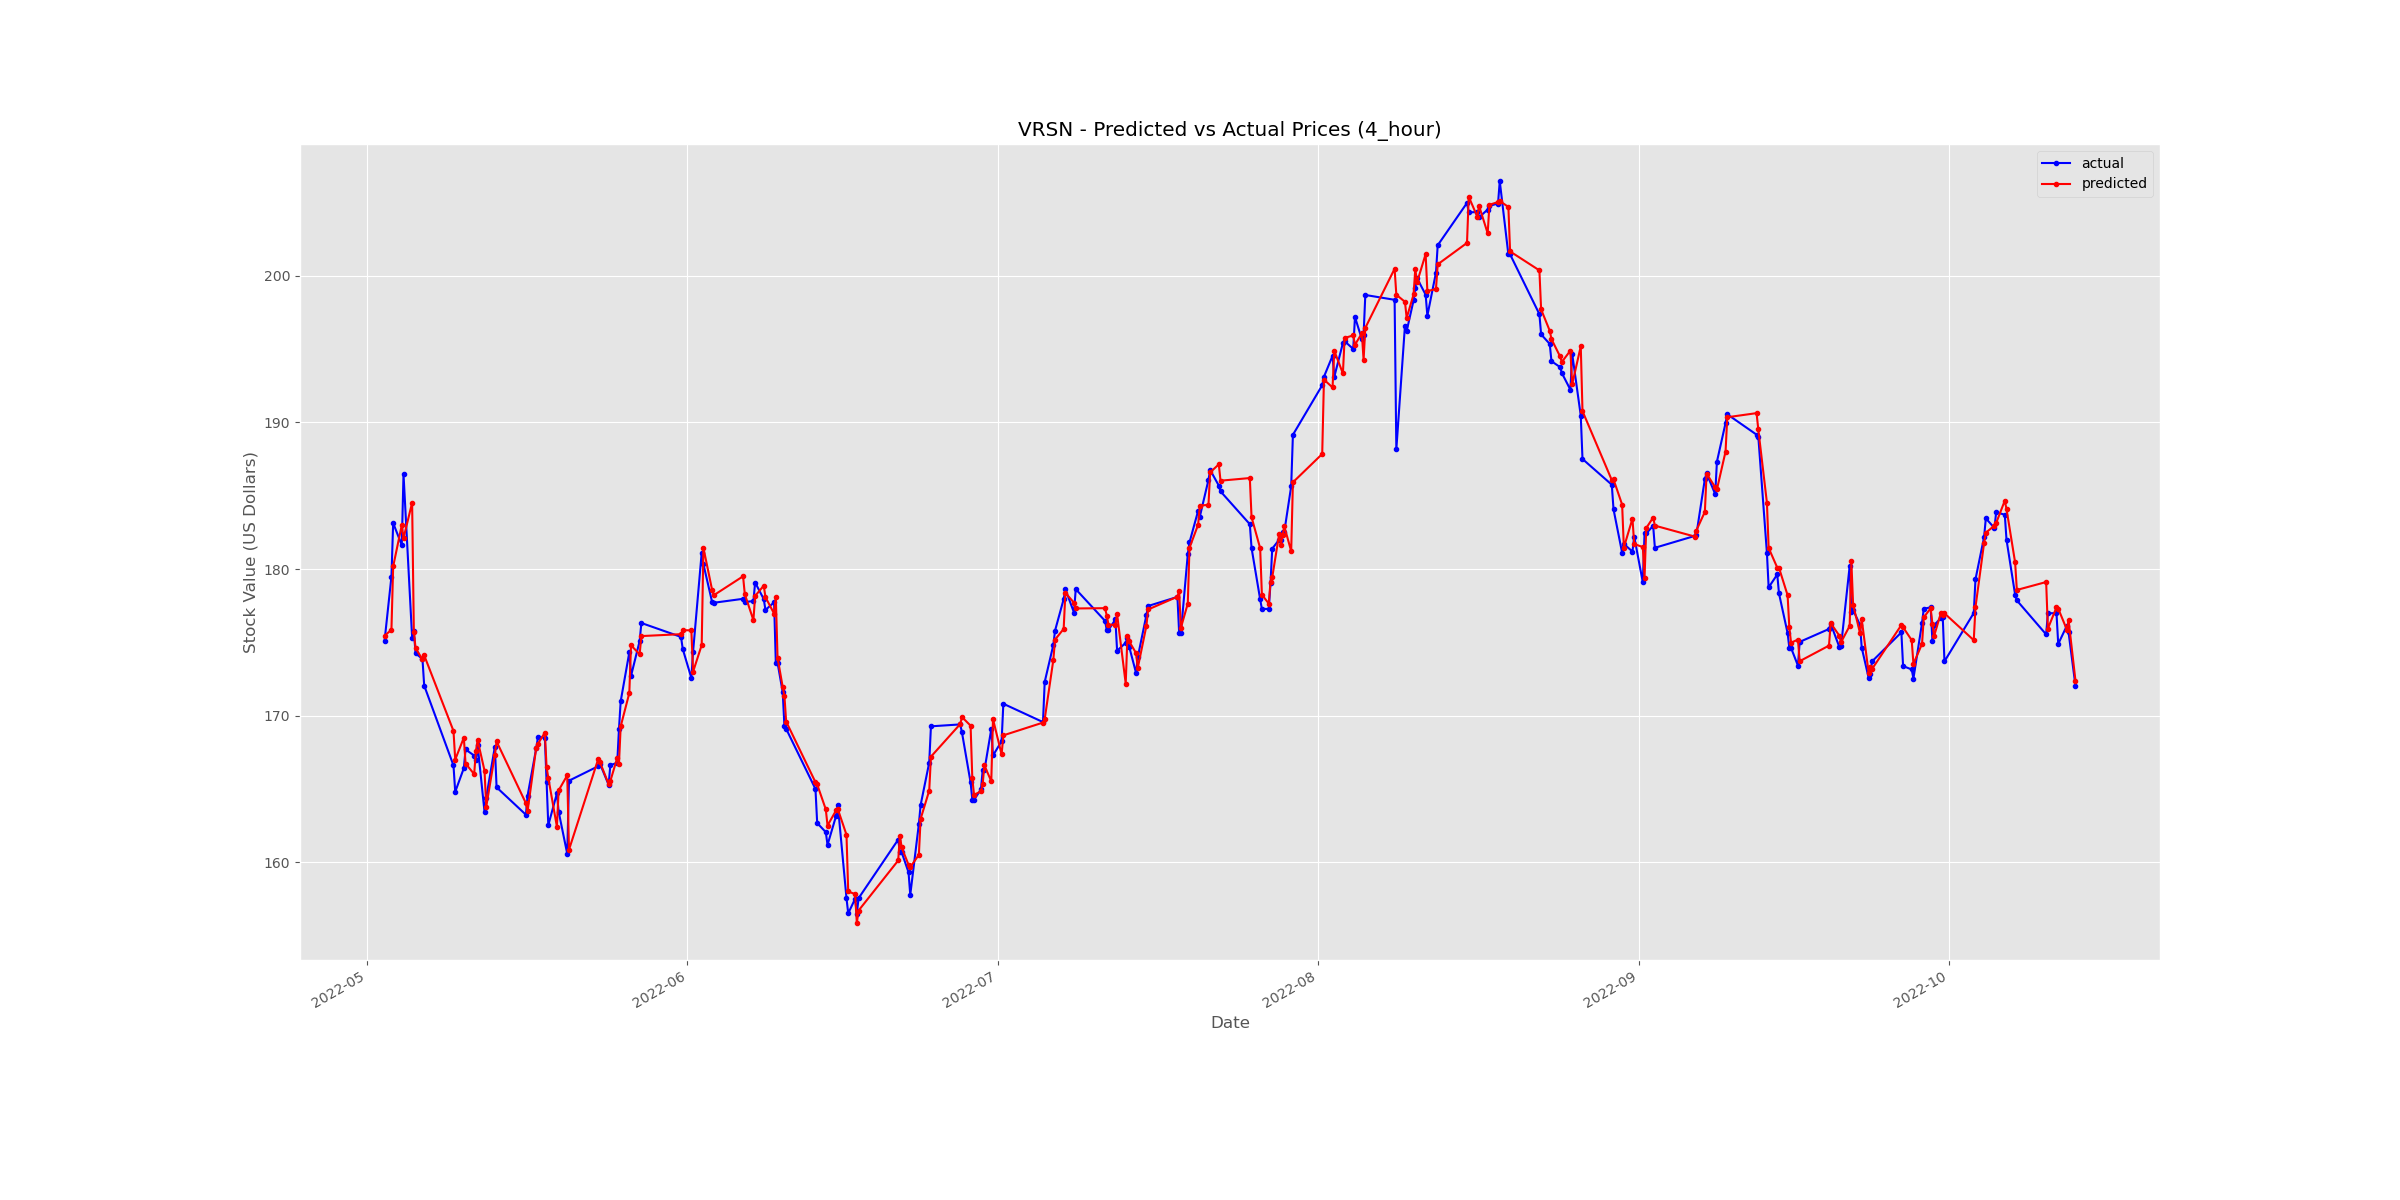 VRSN - Predicted vs Actual Prices (4_hour)
actual
predicted
Stock Value (US Dollars)
200
190
180
170
160
2022-05
2022-06
2022-07
2022-08
2022-09
2022-10
Date